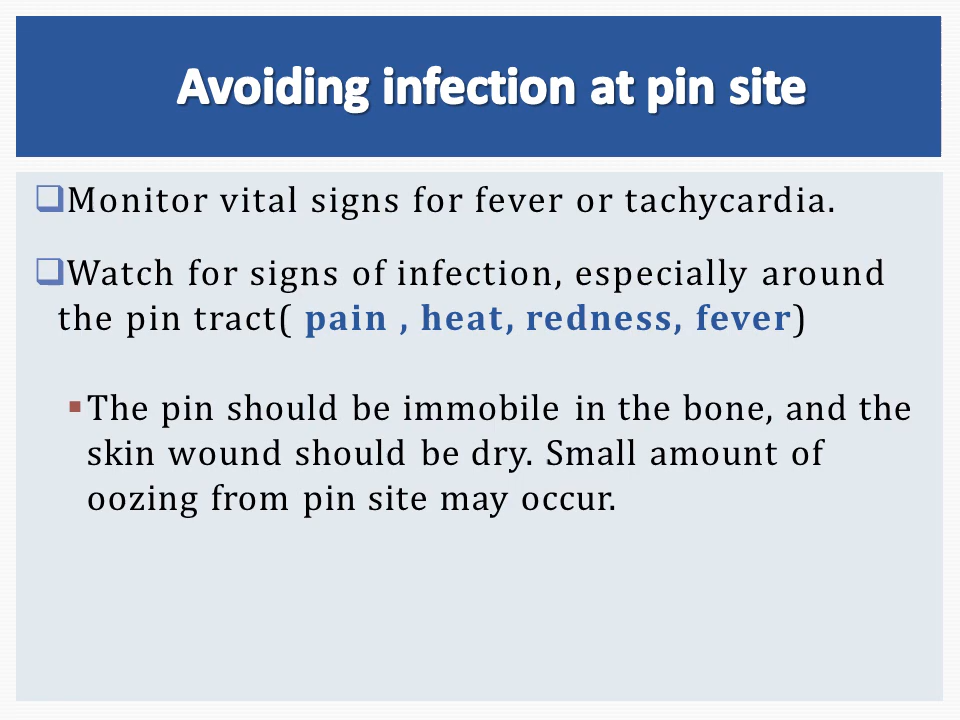 Avoiding infection at pin site
Monitor vital signs for fever or tachycardia.
Watch for signs of infection, especially around
the pin tract( pain , heat, redness, fever)
The pin should be immobile in the bone, and the
skin wound should be dry. Small amount of
oozing from pin site may occur.